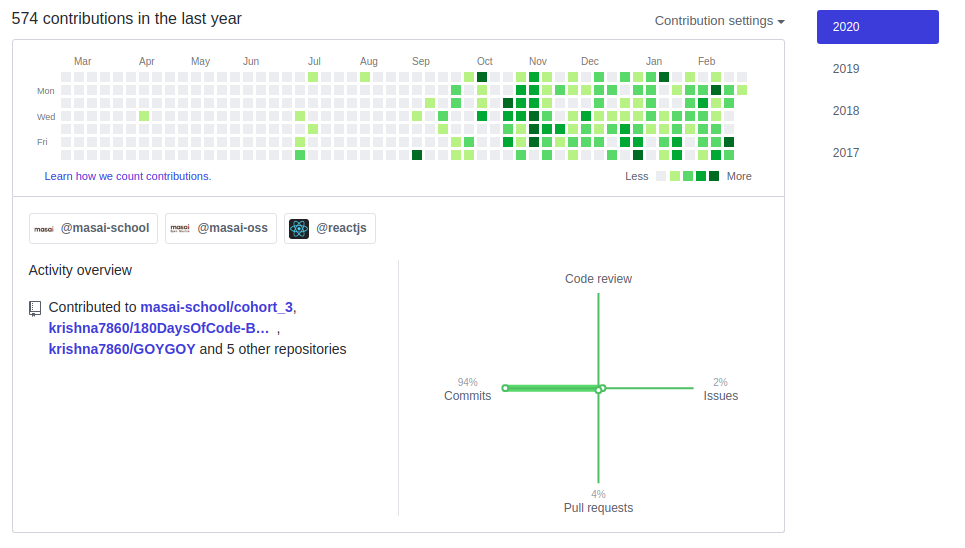 574 contributions in the last year
Contribution settings
2020
2019
2018
2017
Mar Apr May Jun Jul Aug Sep Oct Nov Dec Jan Feb
Mon
Wed
Fri
Learn how we count contributions.
Less More
masai. @masai-school
masai. @masai-oss
@reactjs
Activity overview
Contributed to masai-school/cohort_3,
krishna7860/180DaysOfCode-B… ,
krishna7860/GOYGOY and 5 other repositories
Code review
94%
Commits
2%
Issues
4%
Pull requests